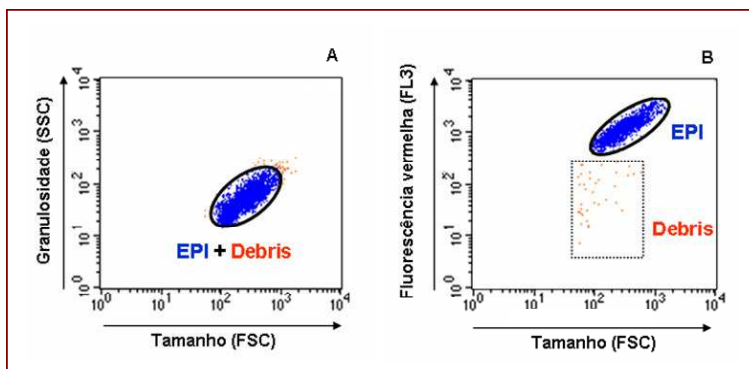 A
Granulosidade (SSC)
10⁴
10³
10²
10¹
10⁰
EPI + Debris
10⁰ 10¹ 10² 10³ 10⁴
Tamanho (FSC)
B
Fluorescência vermelha (FL3)
10⁴
10³
10²
10¹
10⁰
EPI
Debris
10⁰ 10¹ 10² 10³ 10⁴
Tamanho (FSC)